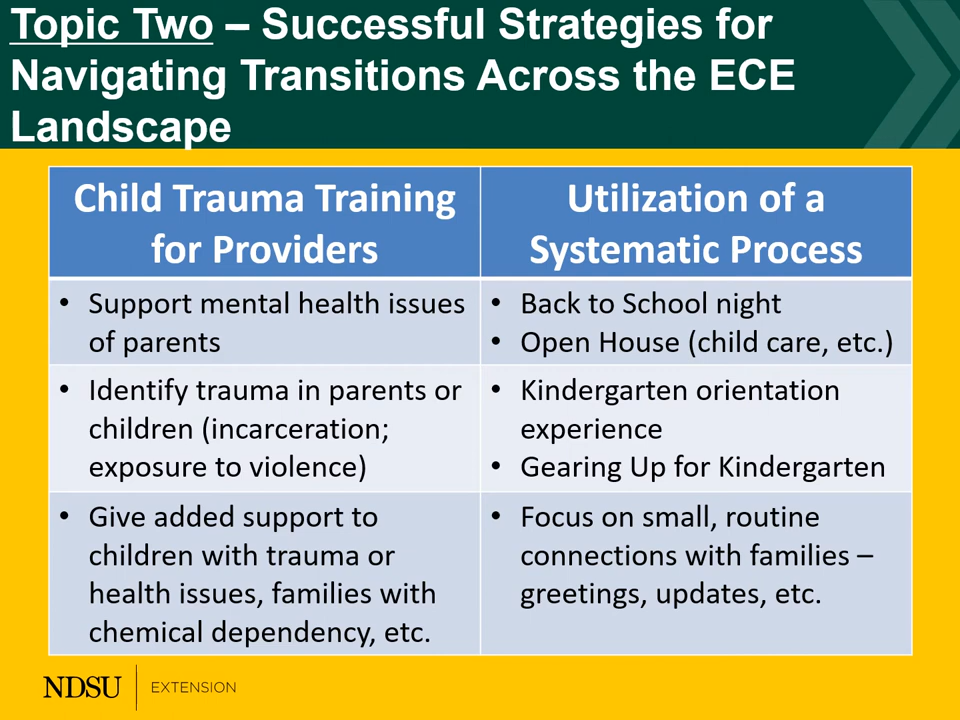 Topic Two – Successful Strategies for
Navigating Transitions Across the ECE
Landscape
Child Trauma Training
for Providers
Utilization of a
Systematic Process
• Support mental health issues
of parents
• Back to School night
• Open House (child care, etc.)
• Identify trauma in parents or
children (incarceration;
exposure to violence)
• Kindergarten orientation
experience
• Gearing Up for Kindergarten
• Give added support to
children with trauma or
health issues, families with
chemical dependency, etc.
• Focus on small, routine
connections with families –
greetings, updates, etc.
NDSU EXTENSION